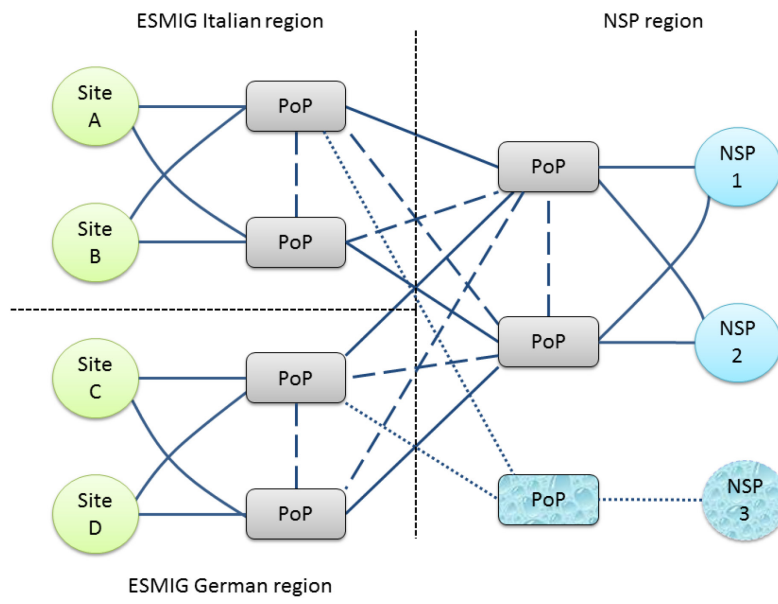 ESMIG Italian region
NSP region
Site
A
PoP
PoP
NSP
1
Site
B
PoP
Site
C
PoP
PoP
NSP
2
Site
D
PoP
PoP
NSP
3
ESMIG German region